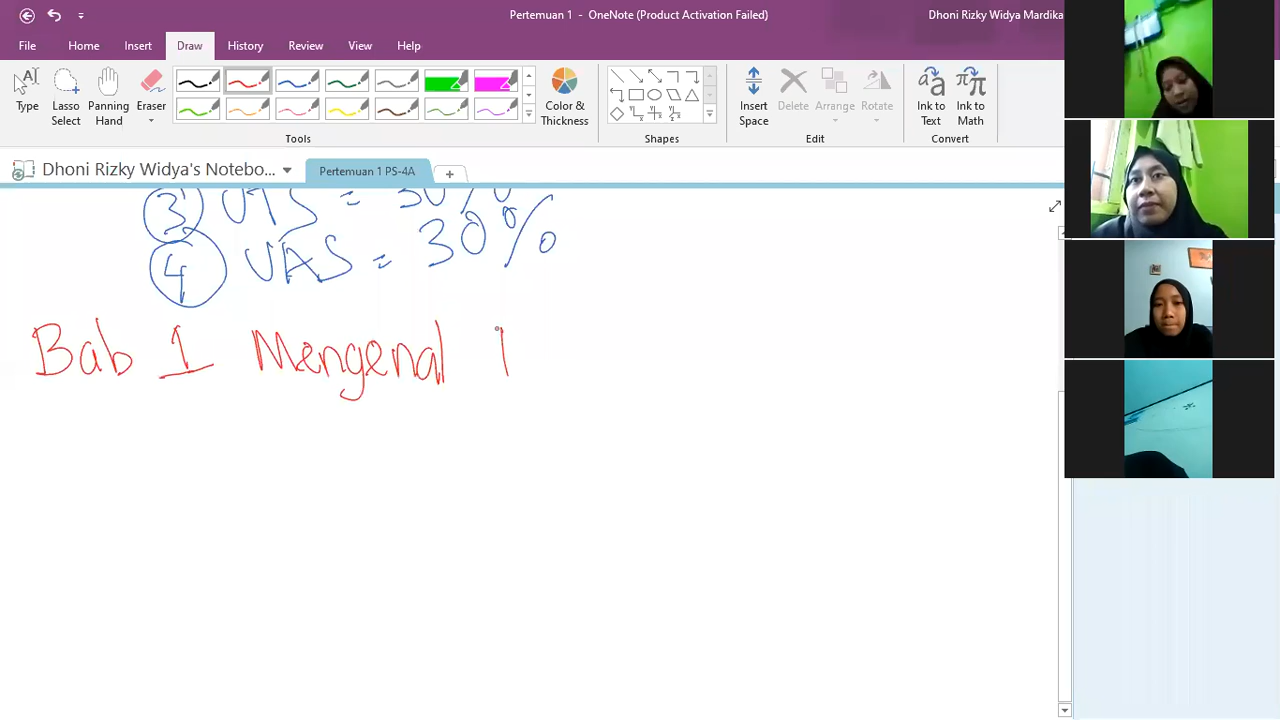 Pertemuan 1 - OneNote (Product Activation Failed)
Dhoni Rizky Widya Mardika
File Home Insert Draw History Review View Help
Type
Lasso Select
Panning Hand
Eraser
Color & Thickness
Insert Space
Delete
Arrange
Rotate
Ink to Text
Ink to Math
Tools
Shapes
Edit
Convert
Dhoni Rizky Widya's Notebo...
Pertemuan 1 PS-4A
3 UTS = 30%
4 UAS = 30%
Bab 1 Mengenal